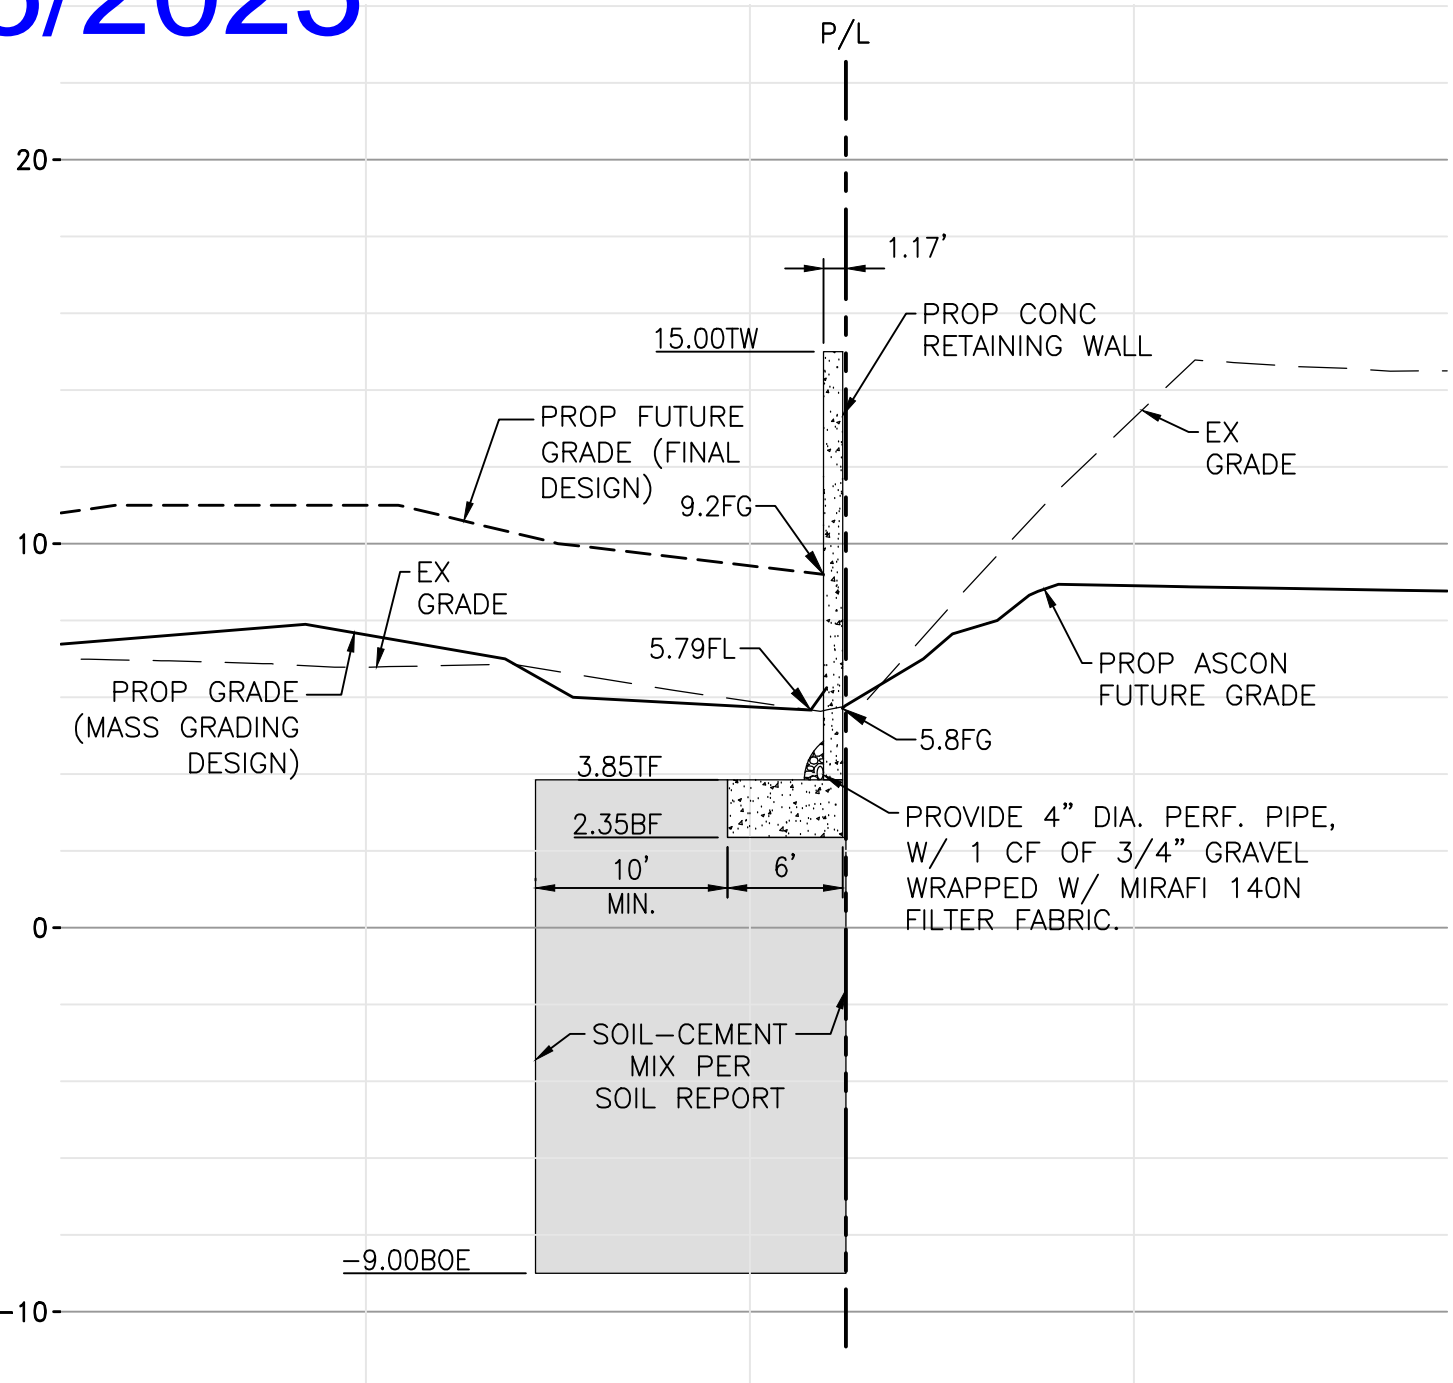 P/L
20
1.17'
PROP CONC
RETAINING WALL
15.00TW
PROP FUTURE
GRADE (FINAL
DESIGN)
EX
GRADE
9.2FG
10
EX
GRADE
5.79FL
PROP ASCON
FUTURE GRADE
PROP GRADE
(MASS GRADING
DESIGN)
5.8FG
3.85TF
2.35BF
PROVIDE 4" DIA. PERF. PIPE,
W/ 1 CF OF 3/4" GRAVEL
WRAPPED W/ MIRAFI 140N
FILTER FABRIC.
10'
MIN.
6'
0
SOIL-CEMENT
MIX PER
SOIL REPORT
-9.00BOE
-10